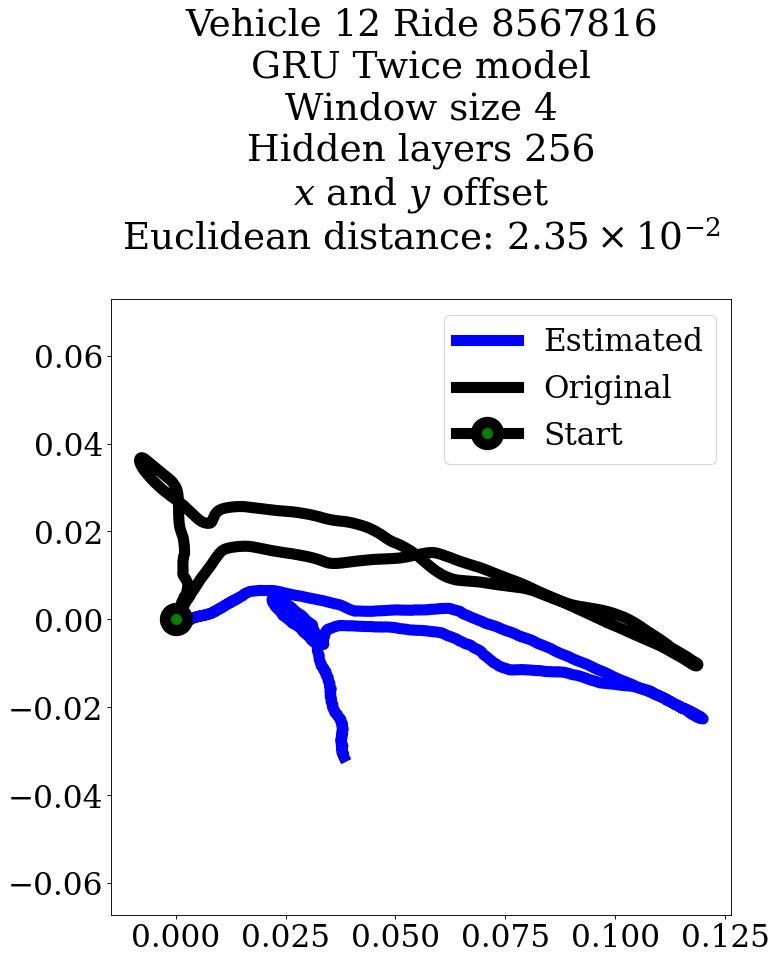 Vehicle 12 Ride 8567816
GRU Twice model
Window size 4
Hidden layers 256
x and y offset
Euclidean distance: 2.35 × 10⁻²
Estimated
Original
Start
0.06
0.04
0.02
0.00
−0.02
−0.04
−0.06
0.000 0.025 0.050 0.075 0.100 0.125